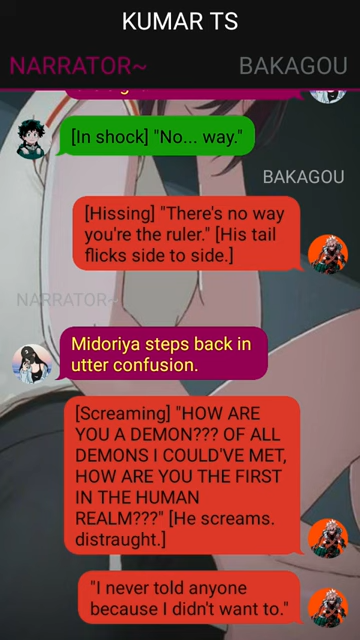 KUMAR TS
NARRATOR~ BAKAGOU
[In shock] "No... way."
BAKAGOU
[Hissing] "There's no way
you're the ruler." [His tail
flicks side to side.]
NARRATOR~
Midoriya steps back in
utter confusion.
[Screaming] "HOW ARE
YOU A DEMON??? OF ALL
DEMONS I COULD'VE MET,
HOW ARE YOU THE FIRST
IN THE HUMAN
REALM???" [He screams.
distraught.]
"I never told anyone
because I didn't want to."